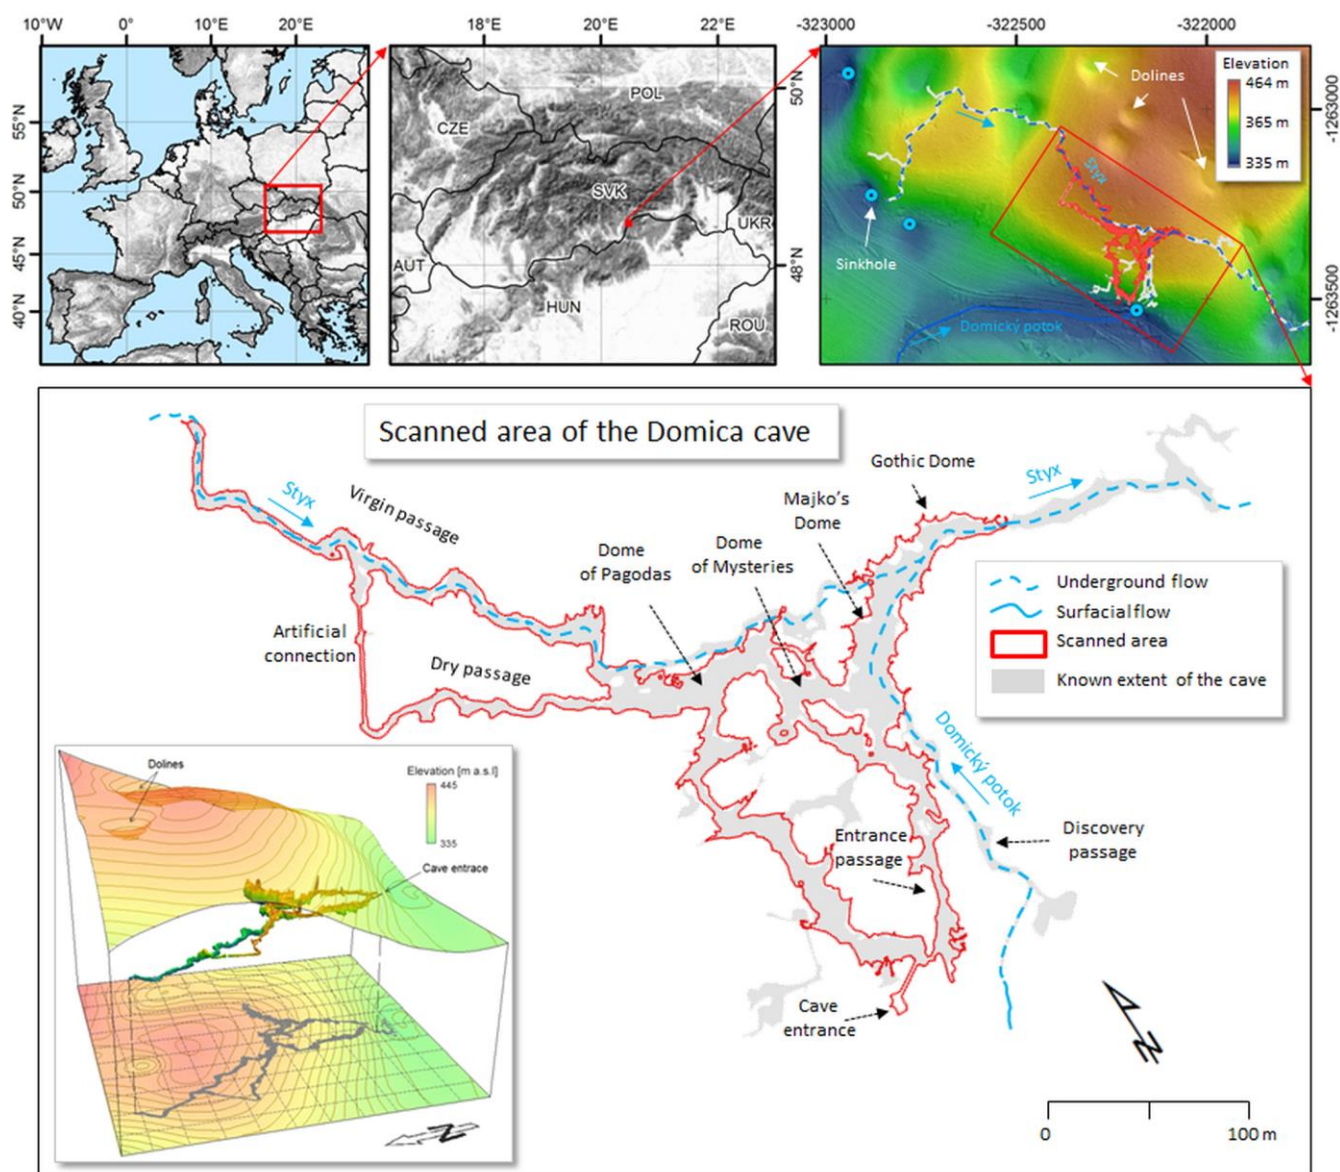 10°W 0° 10°E 20°E
18°E 20°E 22°E
-323000 -322500 -322000
55°N
50°N
45°N
40°N
50°N
48°N
POL
CZE
SVK
UKR
AUT
HUN
ROU
-1263000
-1263500
Elevation
464 m
365 m
335 m
Dolines
Styx
Sinkhole
Domický potok
Scanned area of the Domica cave
Styx
Virgin passage
Gothic Dome
Styx
Majko's
Dome
Dome
of Pagodas
Dome
of Mysteries
Artificial
connection
Dry passage
Underground flow
Surfacial flow
Scanned area
Known extent of the cave
Domický potok
Discovery
passage
Entrance
passage
Cave
entrance
Dolines
Elevation [m a.s.l]
445
335
Cave entrace
N
N
0 100 m